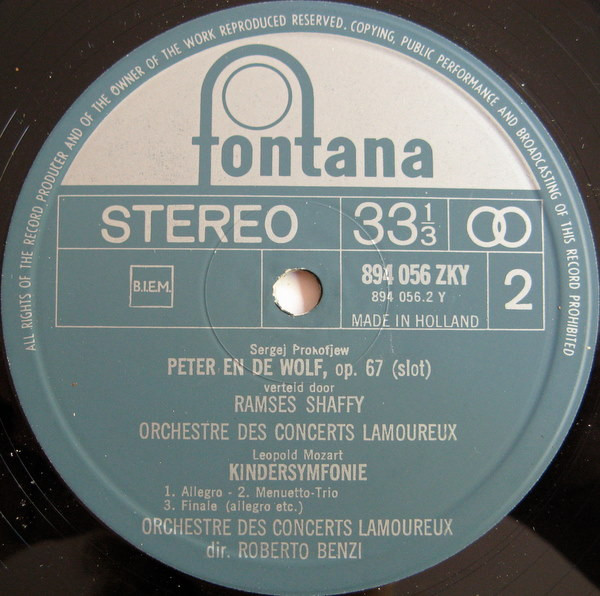 ALL RIGHTS OF THE RECORD PRODUCER AND OF THE OWNER OF THE WORK REPRODUCED RESERVED. COPYING, PUBLIC PERFORMANCE AND BROADCASTING OF THIS RECORD PROHIBITED
fontana
STEREO 33 1/3
B.I.E.M. 894 056 ZKY 2
894 056.2 Y
MADE IN HOLLAND
Sergej Prokofjew
PETER EN DE WOLF, op. 67 (slot)
verteld door
RAMSES SHAFFY
ORCHESTRE DES CONCERTS LAMOUREUX
Leopold Mozart
KINDERSYMFONIE
1. Allegro - 2. Menuetto-Trio
3. Finale (allegro etc.)
ORCHESTRE DES CONCERTS LAMOUREUX
dir. ROBERTO BENZI